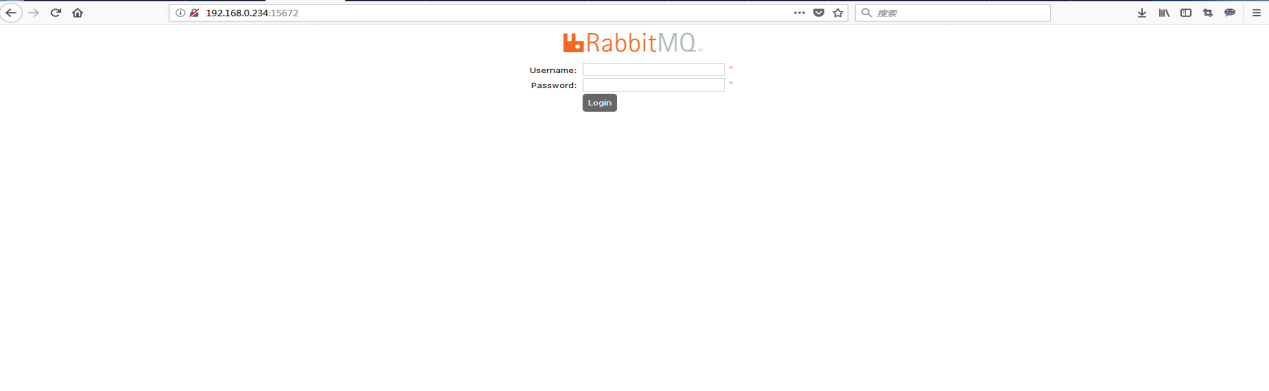 192.168.0.234:15672
搜索
RabbitMQ
Username: *
Password: *
Login